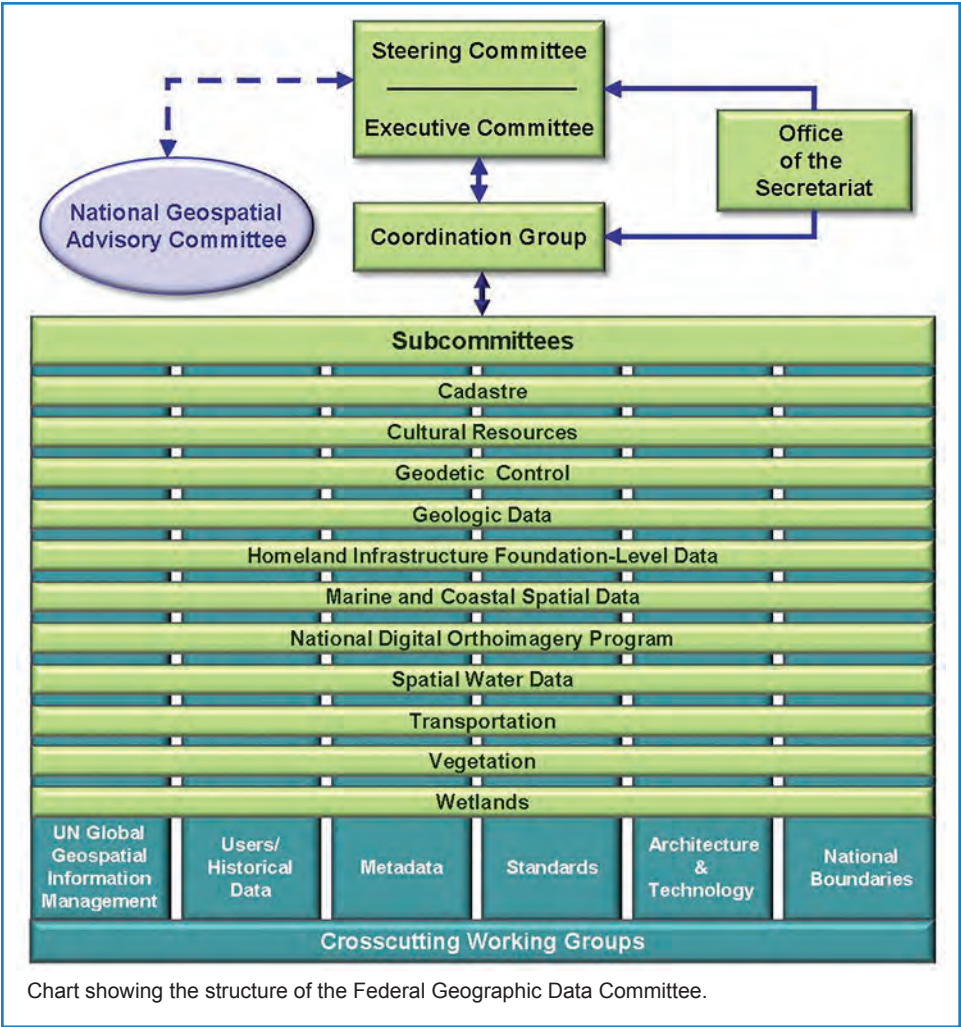 Steering Committee
Executive Committee
Office
of the
Secretariat
National Geospatial
Advisory Committee
Coordination Group
Subcommittees
Cadastre
Cultural Resources
Geodetic Control
Geologic Data
Homeland Infrastructure Foundation-Level Data
Marine and Coastal Spatial Data
National Digital Orthoimagery Program
Spatial Water Data
Transportation
Vegetation
Wetlands
UN Global
Geospatial
Information
Management
Users/
Historical
Data
Metadata
Standards
Architecture
&
Technology
National
Boundaries
Crosscutting Working Groups
Chart showing the structure of the Federal Geographic Data Committee.